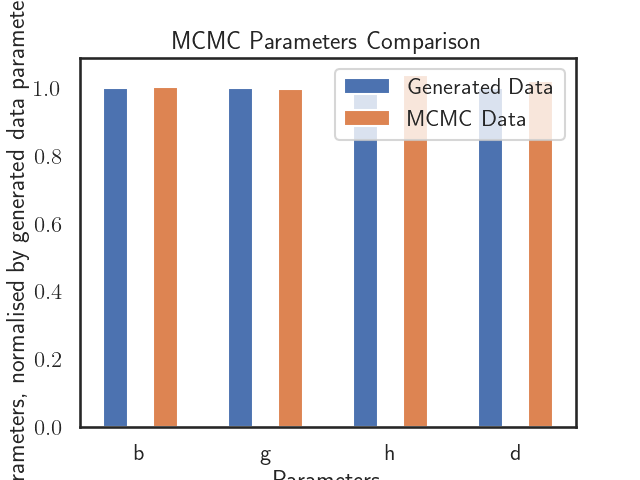 MCMC Parameters Comparison
Generated Data
MCMC Data
rameters, normalised by generated data paramete
1.0
0.8
0.6
0.4
0.2
0.0
b g h d
Parameters